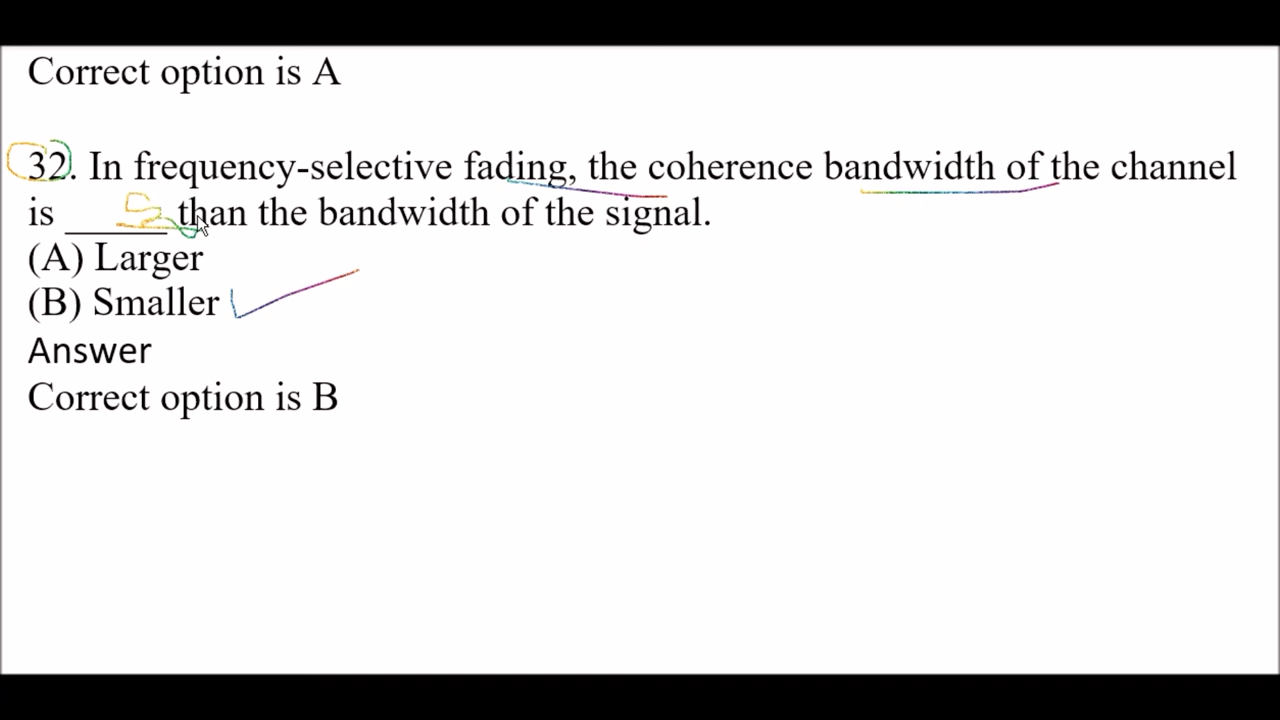 Correct option is A
32. In frequency-selective fading, the coherence bandwidth of the channel
is ______ than the bandwidth of the signal.
(A) Larger
(B) Smaller
Answer
Correct option is B